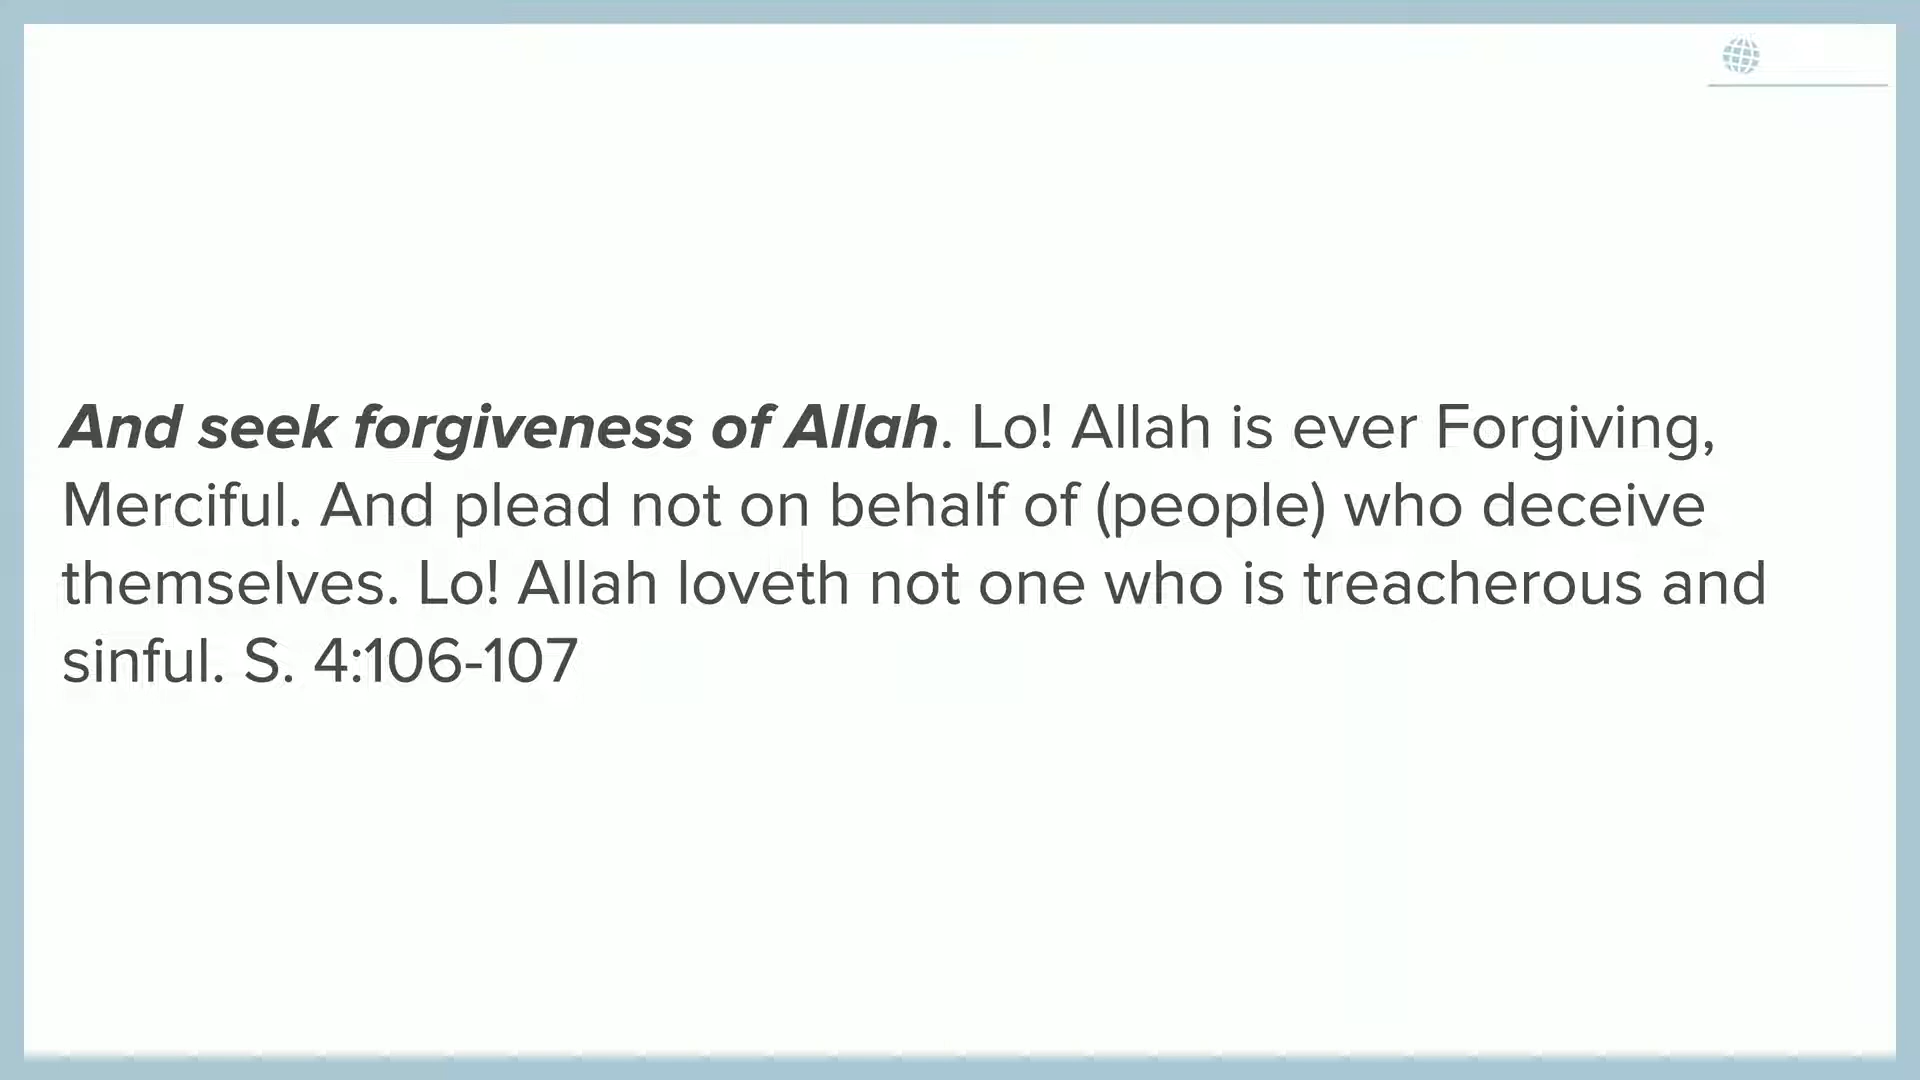 And seek forgiveness of Allah. Lo! Allah is ever Forgiving,
Merciful. And plead not on behalf of (people) who deceive
themselves. Lo! Allah loveth not one who is treacherous and
sinful. S. 4:106-107